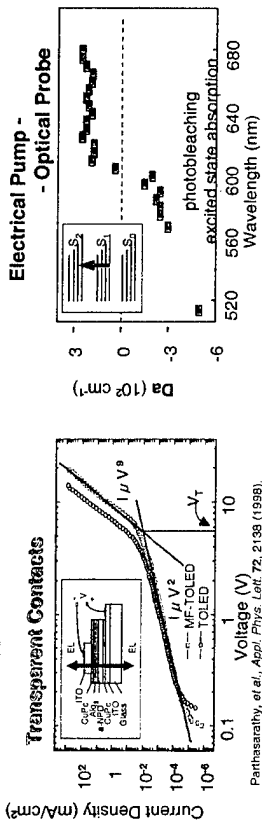 Transparent Contacts
Current Density (mA/cm²)
10²
1
10⁻²
10⁻⁴
10⁻⁶
0.1
1
10
Voltage (V)
EL
ITO
CuPc
Alq₃
α-NPD
CuPc
ITO
Glass
V
EL
I μ V⁹
I μ V²
V_T
MF-TOLED
TOLED
Parthasarathy, et al., Appl. Phys. Lett. 72, 2138 (1998).
Electrical Pump -
- Optical Probe
Da (10² cm⁻¹)
3
0
-3
-6
S₂
S₁
S₀
photobleaching
excited state absorption
520
560
600
640
680
Wavelength (nm)